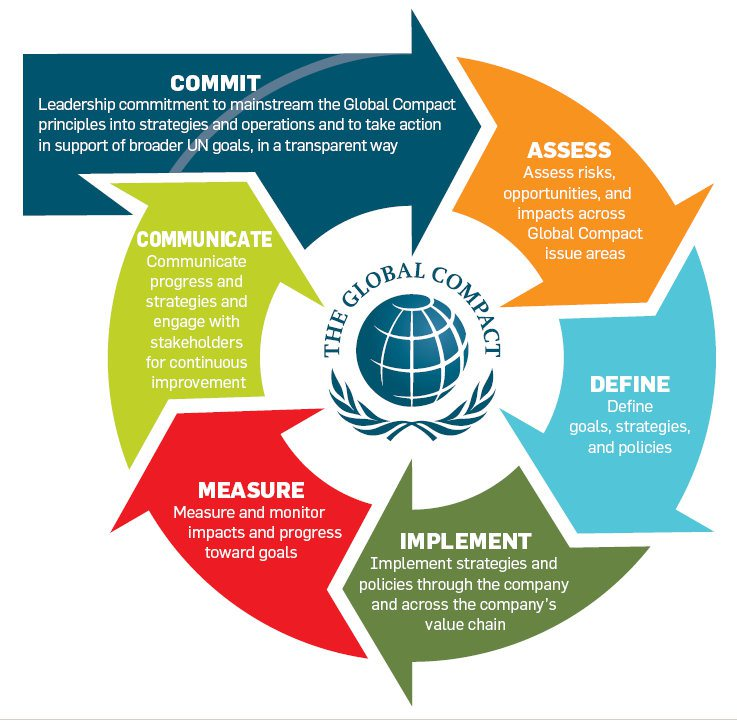 COMMIT
Leadership commitment to mainstream the Global Compact
principles into strategies and operations and to take action
in support of broader UN goals, in a transparent way
ASSESS
Assess risks,
opportunities, and
impacts across
Global Compact
issue areas
DEFINE
Define
goals, strategies,
and policies
IMPLEMENT
Implement strategies and
policies through the company
and across the company's
value chain
MEASURE
Measure and monitor
impacts and progress
toward goals
COMMUNICATE
Communicate
progress and
strategies and
engage with
stakeholders
for continuous
improvement
THE GLOBAL COMPACT